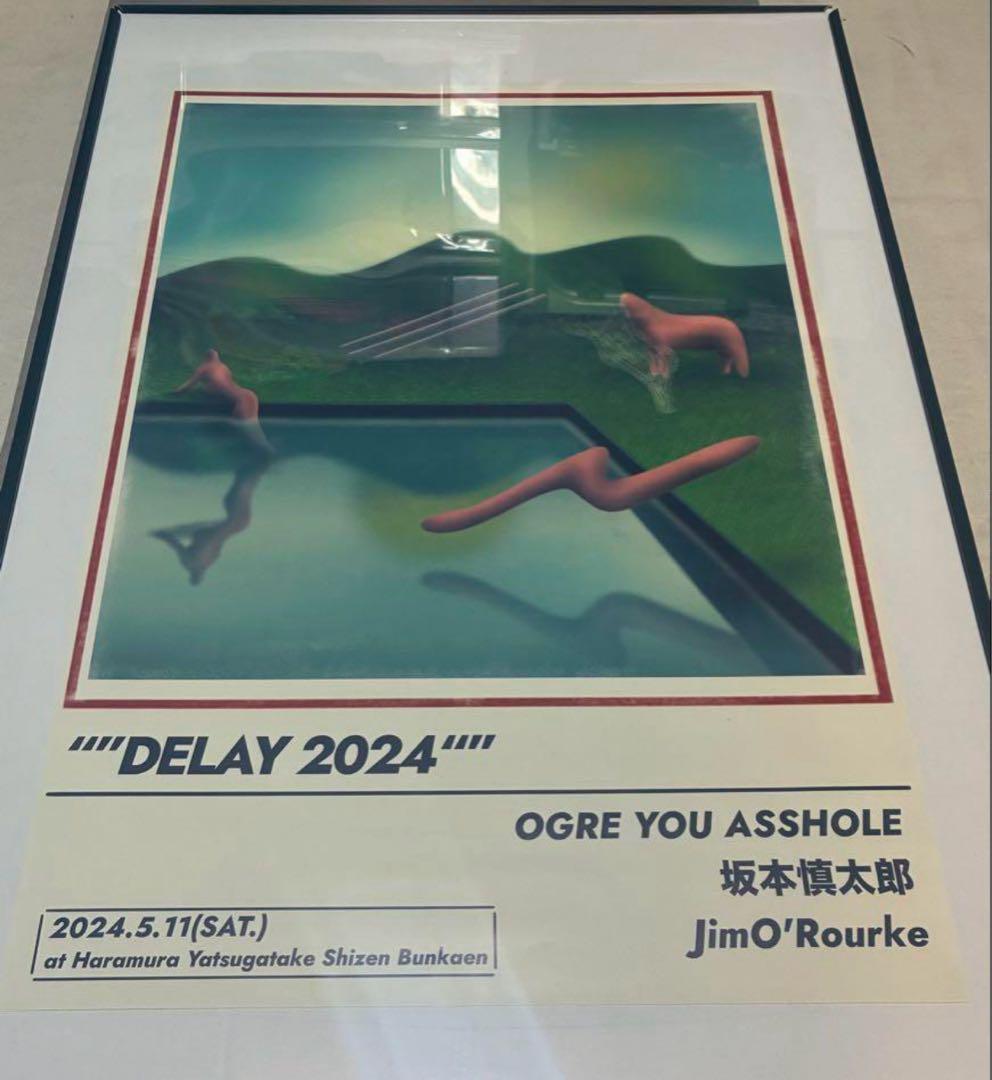 ""DELAY 2024""
OGRE YOU ASSHOLE
坂本慎太郎
JimO'Rourke
2024.5.11(SAT.)
at Haramura Yatsugatake Shizen Bunkaen